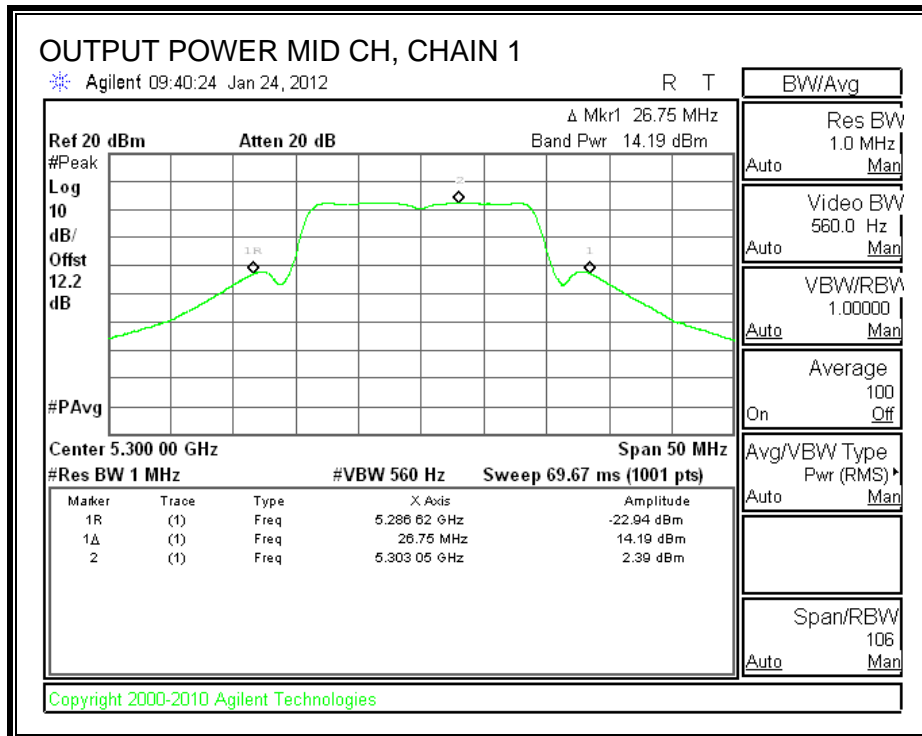 OUTPUT POWER MID CH, CHAIN 1
Agilent 09:40:24 Jan 24, 2012 R T
Δ Mkr1 26.75 MHz
Ref 20 dBm Atten 20 dB Band Pwr 14.19 dBm
#Peak
Log
10
dB/
Offst
12.2
dB
#PAvg
1R
2
1
Center 5.300 00 GHz Span 50 MHz
#Res BW 1 MHz #VBW 560 Hz Sweep 69.67 ms (1001 pts)
Marker Trace Type X Axis Amplitude
1R (1) Freq 5.286 62 GHz -22.94 dBm
1Δ (1) Freq 26.75 MHz 14.19 dBm
2 (1) Freq 5.303 05 GHz 2.39 dBm
BW/Avg
Res BW
1.0 MHz
Auto Man
Video BW
560.0 Hz
Auto Man
VBW/RBW
1.00000
Auto Man
Average
100
On Off
Avg/VBW Type
Pwr (RMS)
Auto Man
Span/RBW
106
Auto Man
Copyright 2000-2010 Agilent Technologies